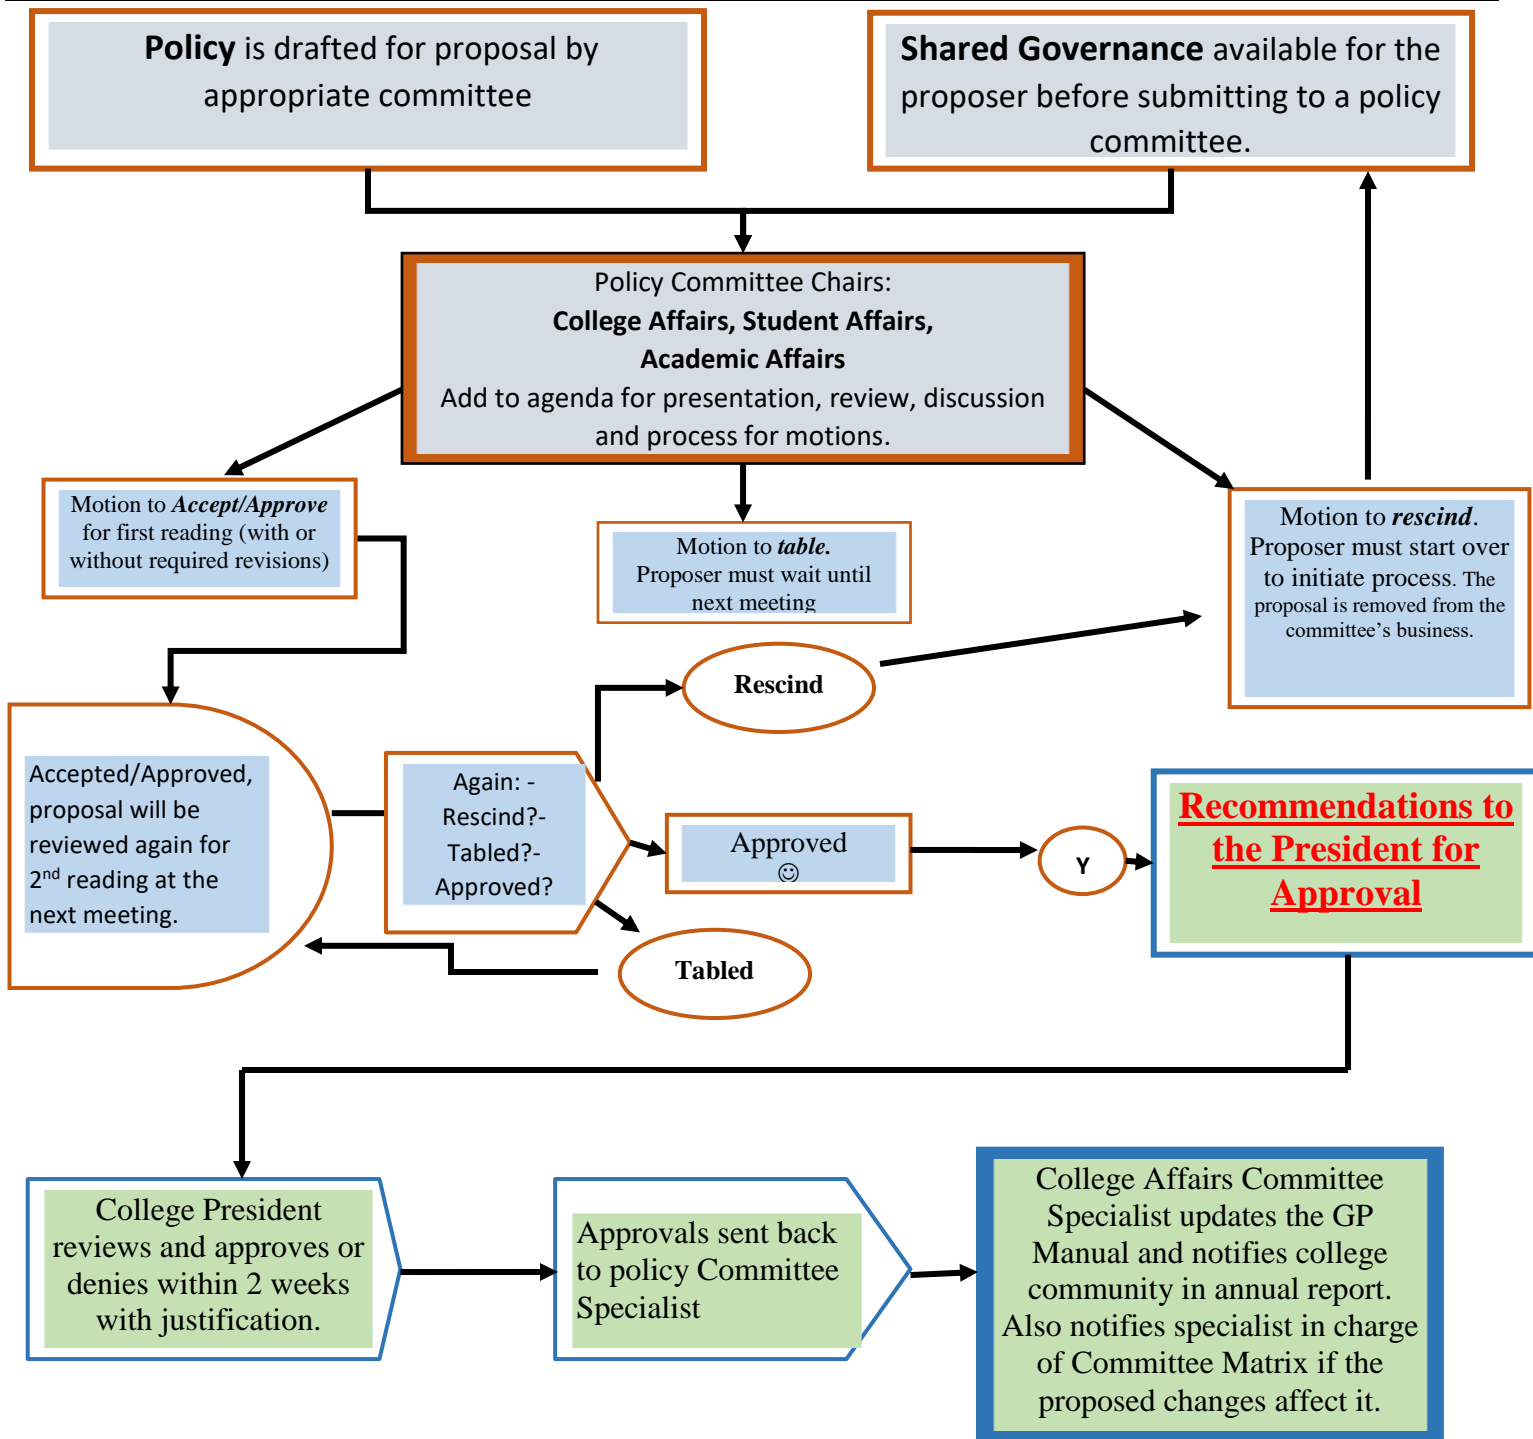 Policy is drafted for proposal by
appropriate committee
Shared Governance available for the
proposer before submitting to a policy
committee.
Policy Committee Chairs:
College Affairs, Student Affairs,
Academic Affairs
Add to agenda for presentation, review, discussion
and process for motions.
Motion to Accept/Approve
for first reading (with or
without required revisions)
Motion to table.
Proposer must wait until
next meeting
Motion to rescind.
Proposer must start over
to initiate process. The
proposal is removed from the
committee's business.
Rescind
Accepted/Approved,
proposal will be
reviewed again for
2nd reading at the
next meeting.
Again: -
Rescind?-
Tabled?-
Approved?
Approved
☺
Y
Recommendations to
the President for
Approval
Tabled
College President
reviews and approves or
denies within 2 weeks
with justification.
Approvals sent back
to policy Committee
Specialist
College Affairs Committee
Specialist updates the GP
Manual and notifies college
community in annual report.
Also notifies specialist in charge
of Committee Matrix if the
proposed changes affect it.